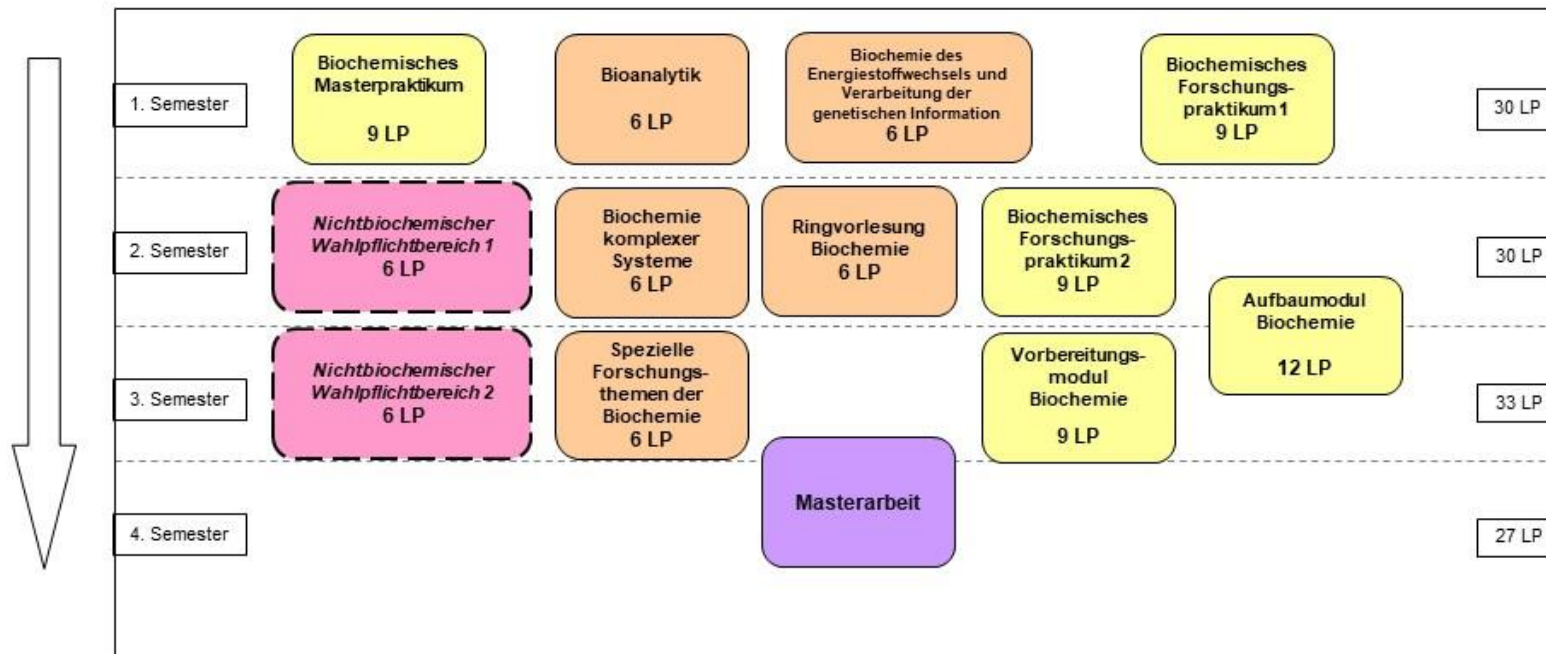 1. Semester
Biochemisches
Masterpraktikum
9 LP
Bioanalytik
6 LP
Biochemie des
Energiestoffwechsels und
Verarbeitung der
genetischen Information
6 LP
Biochemisches
Forschungs-
praktikum 1
9 LP
30 LP
2. Semester
Nichtbiochemischer
Wahlpflichtbereich 1
6 LP
Biochemie
komplexer
Systeme
6 LP
Ringvorlesung
Biochemie
6 LP
Biochemisches
Forschungs-
praktikum 2
9 LP
30 LP
Aufbaumodul
Biochemie
12 LP
3. Semester
Nichtbiochemischer
Wahlpflichtbereich 2
6 LP
Spezielle
Forschungs-
themen der
Biochemie
6 LP
Vorbereitungs-
modul
Biochemie
9 LP
33 LP
4. Semester
Masterarbeit
27 LP